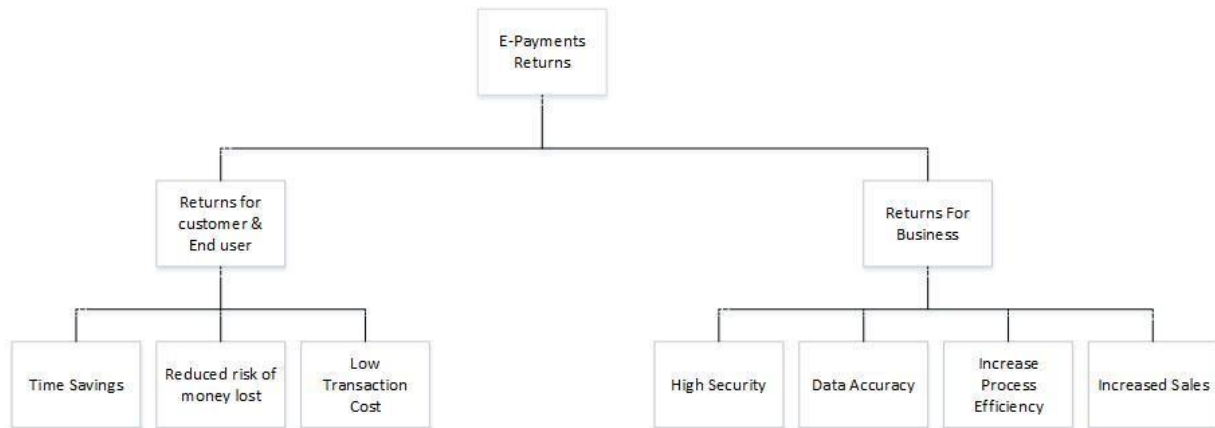 E-Payments
Returns
Returns for
customer &
End user
Returns For
Business
Time Savings
Reduced risk of
money lost
Low
Transaction
Cost
High Security
Data Accuracy
Increase
Process
Efficiency
Increased Sales